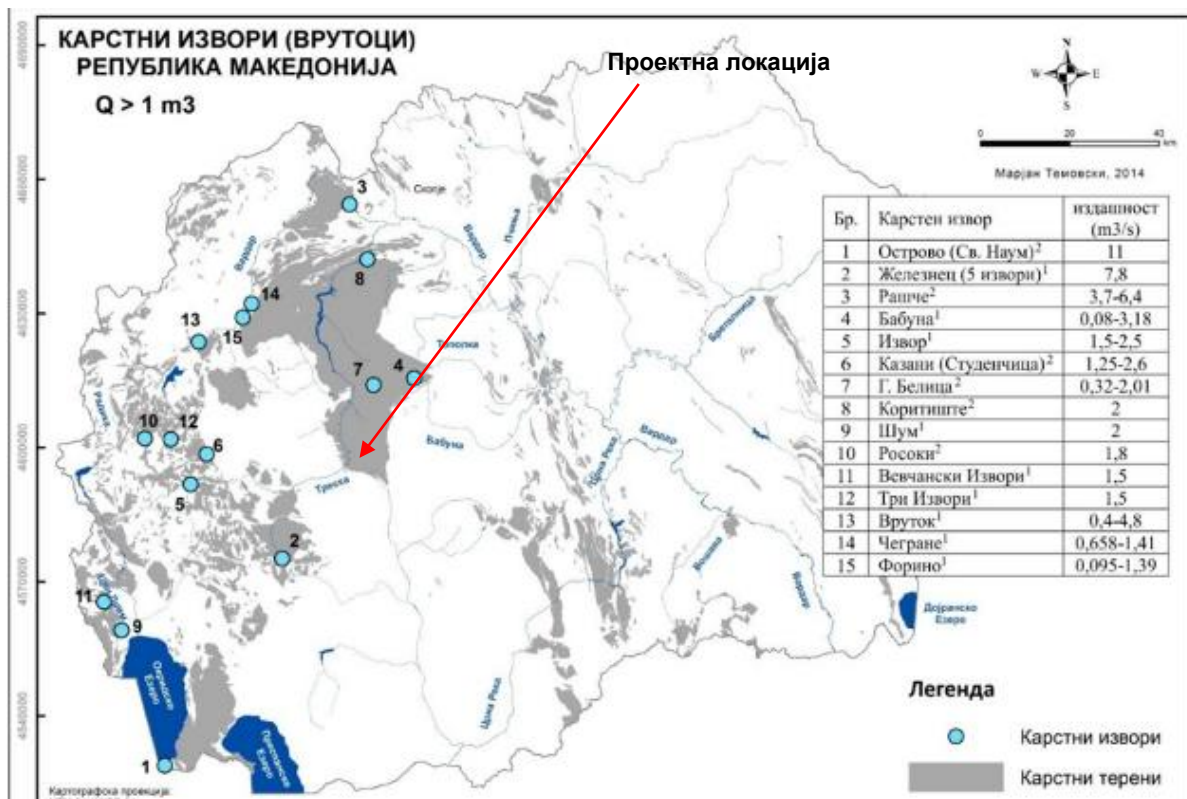 КАРСТНИ ИЗВОРИ (ВРУТОЦИ)
РЕПУБЛИКА МАКЕДОНИЈА
Q > 1 m3
Проектна локација
N
W E
S
0 20 40
km
Марјан Темовски, 2014
4690000
4660000
4630000
4600000
4570000
4540000
Скопје
Вардар
Вардар
Пчиња
Брегалница
Тополка
Бабуна
Треска
Радика
Црна Река
Вардар
Бошава
Вардар
Црна Река
Дојранско
Езеро
Охридско
Езеро
Преспанско
Езеро
3
8
14
15
13
7
4
10
12
6
5
2
11
9
1
Бр. Карстен извор издашност (m3/s)
1 Острово (Св. Наум)² 11
2 Железнец (5 извори)¹ 7,8
3 Рашче² 3,7-6,4
4 Бабуна¹ 0,08-3,18
5 Извор¹ 1,5-2,5
6 Казани (Студенчица)² 1,25-2,6
7 Г. Белица² 0,32-2,01
8 Коритиште² 2
9 Шум¹ 2
10 Росоки² 1,8
11 Вевчански Извори¹ 1,5
12 Три Извори¹ 1,5
13 Вруток¹ 0,4-4,8
14 Чегране¹ 0,658-1,41
15 Форино¹ 0,095-1,39
Легенда
Карстни извори
Карстни терени
Картографска проекција: